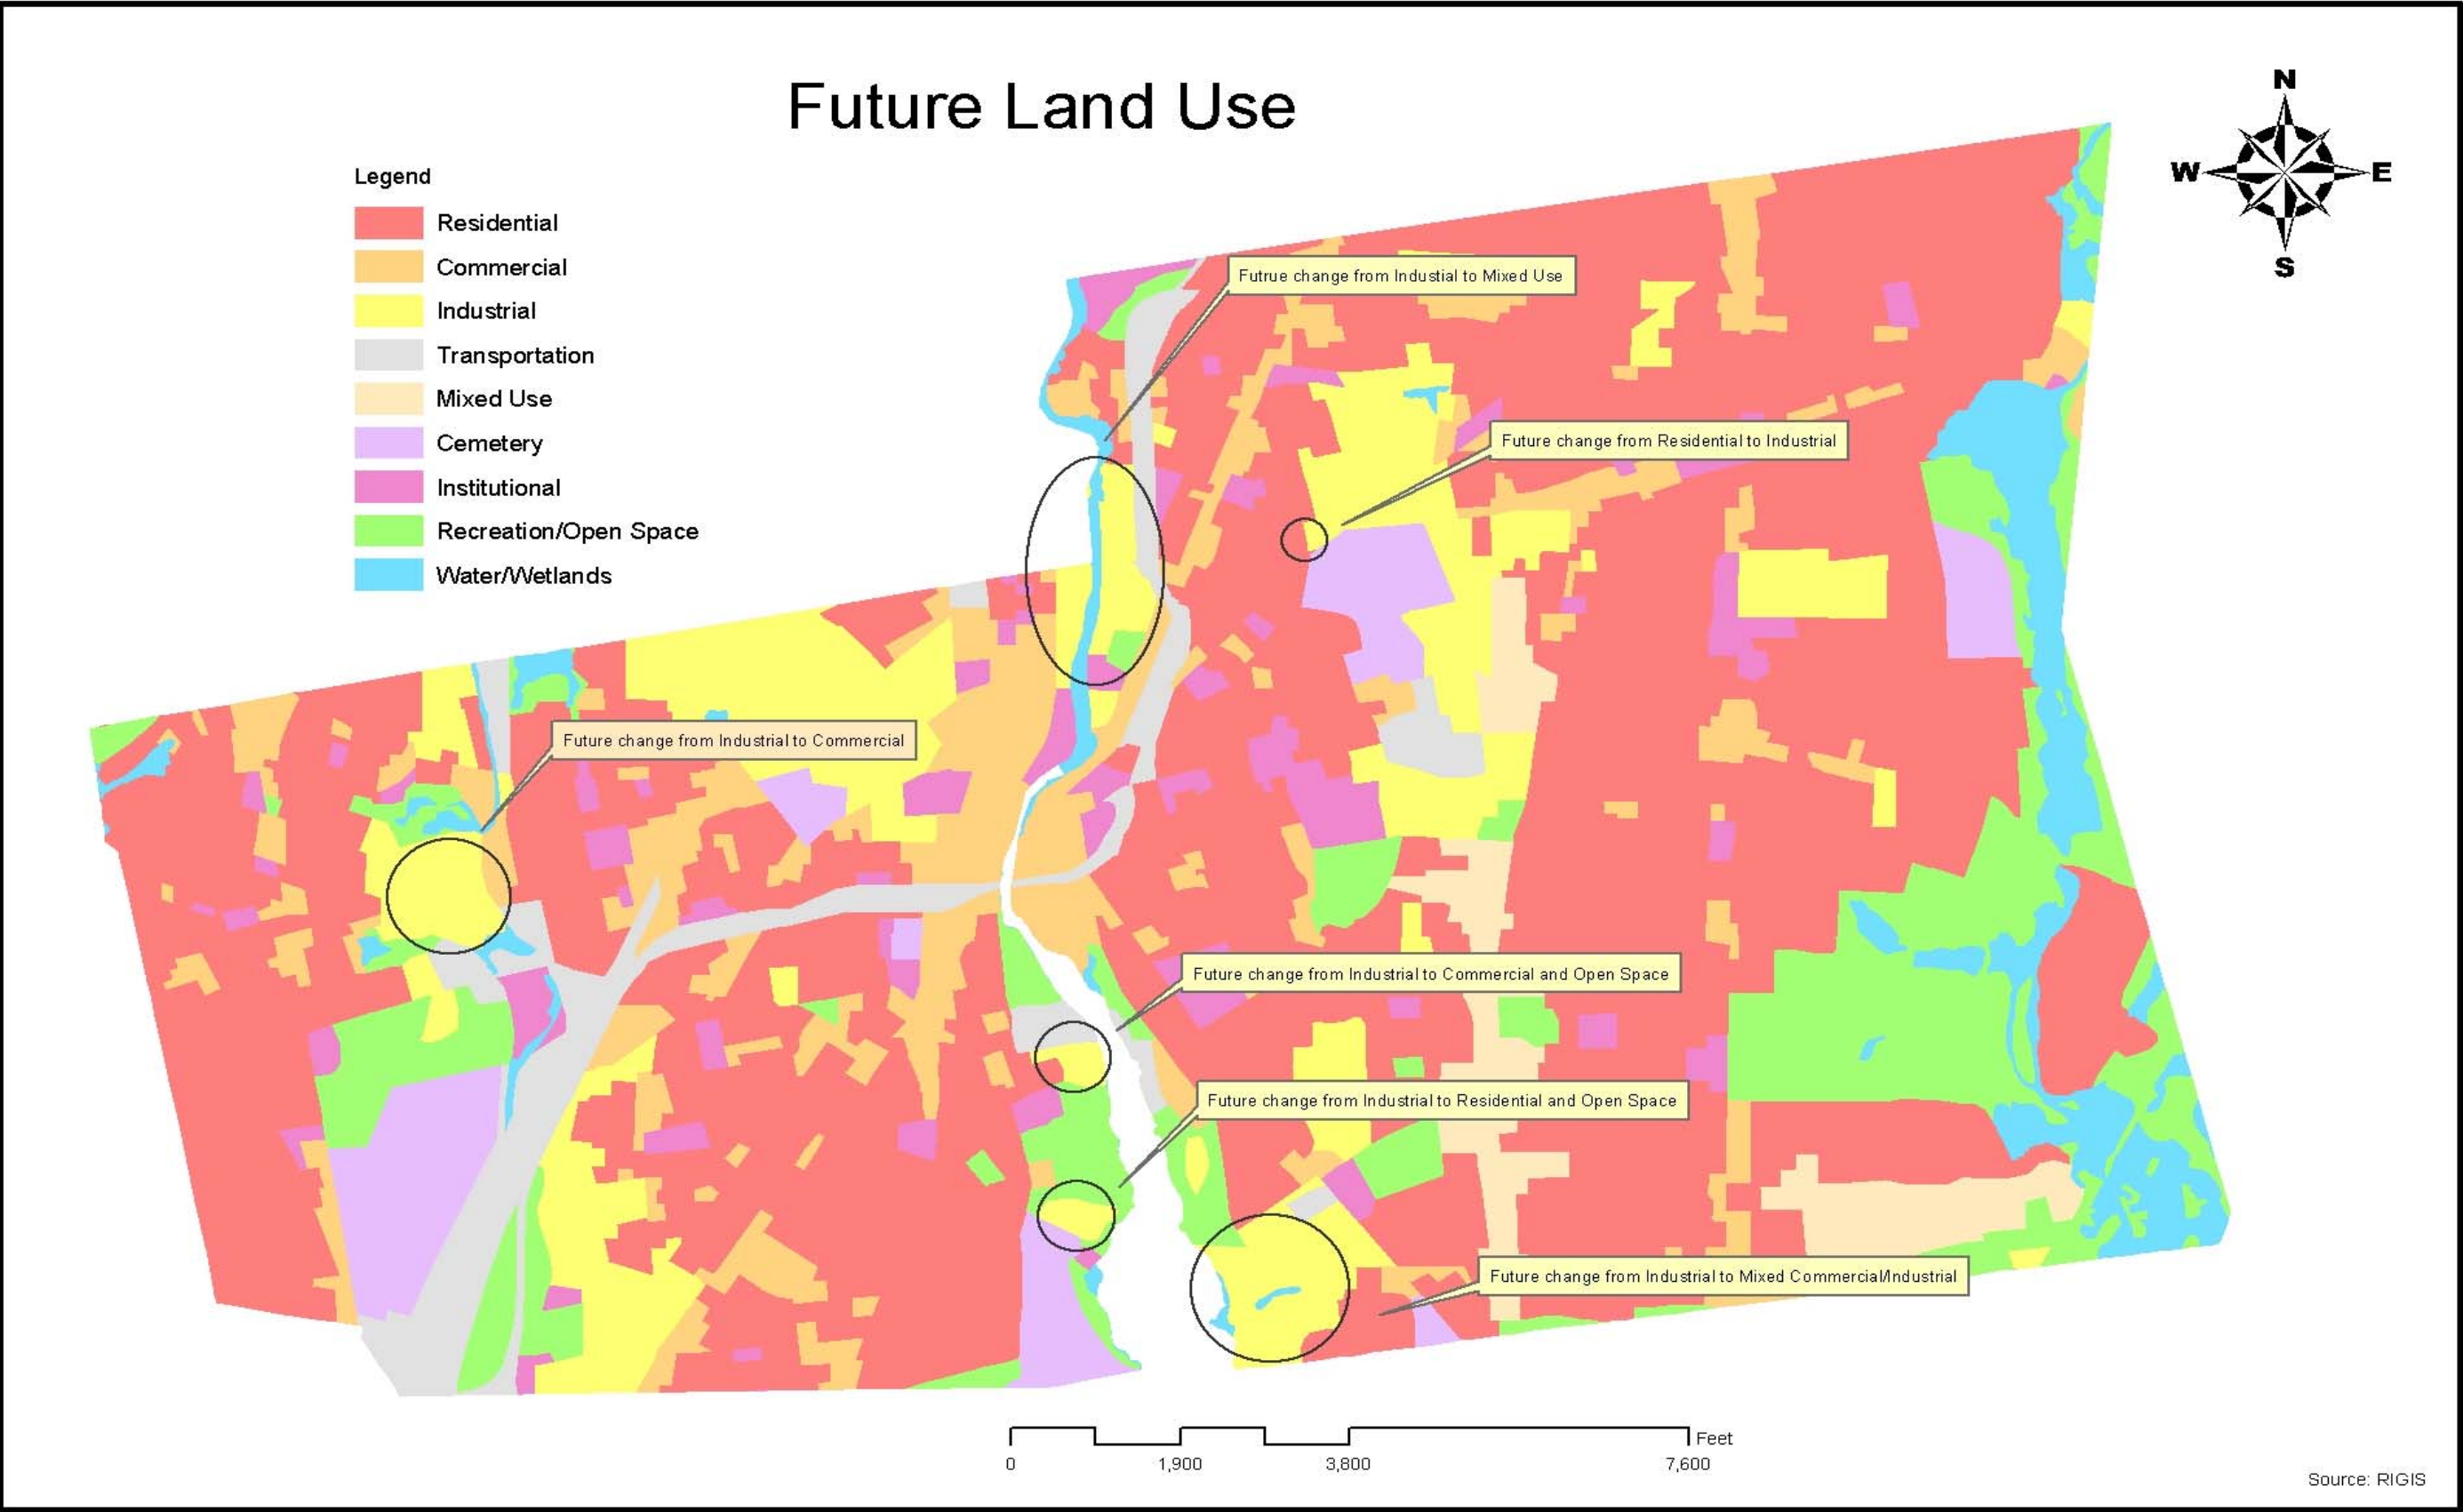 Future Land Use
N
W E
S
Legend
Residential
Commercial
Industrial
Transportation
Mixed Use
Cemetery
Institutional
Recreation/Open Space
Water/Wetlands
Futrue change from Industial to Mixed Use
Future change from Residential to Industrial
Future change from Industrial to Commercial
Future change from Industrial to Commercial and Open Space
Future change from Industrial to Residential and Open Space
Future change from Industrial to Mixed Commercial/Industrial
Feet
0 1,900 3,800 7,600
Source: RIGIS